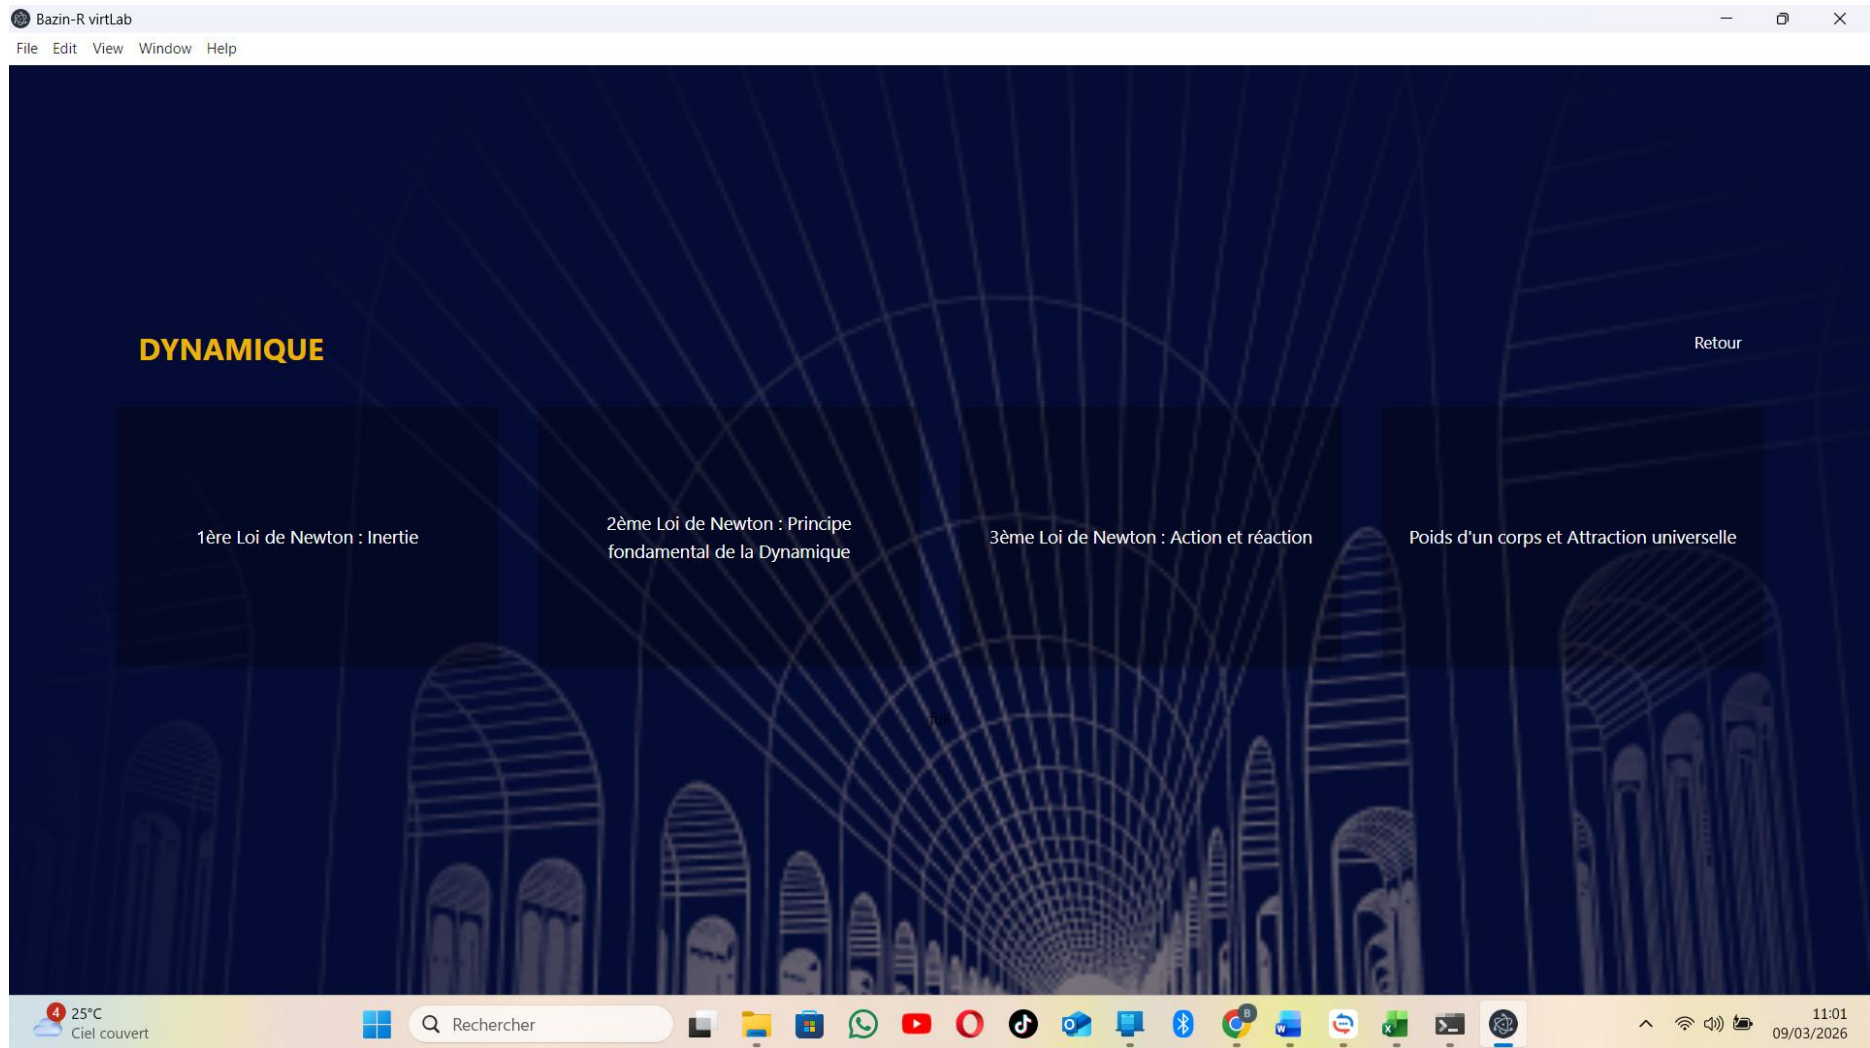 Bazin-R virtLab
File Edit View Window Help
DYNAMIQUE
Retour
1ère Loi de Newton : Inertie
2ème Loi de Newton : Principe
fondamental de la Dynamique
3ème Loi de Newton : Action et réaction
Poids d'un corps et Attraction universelle
full
4
25°C
Ciel couvert
Rechercher
B
11:01
09/03/2026